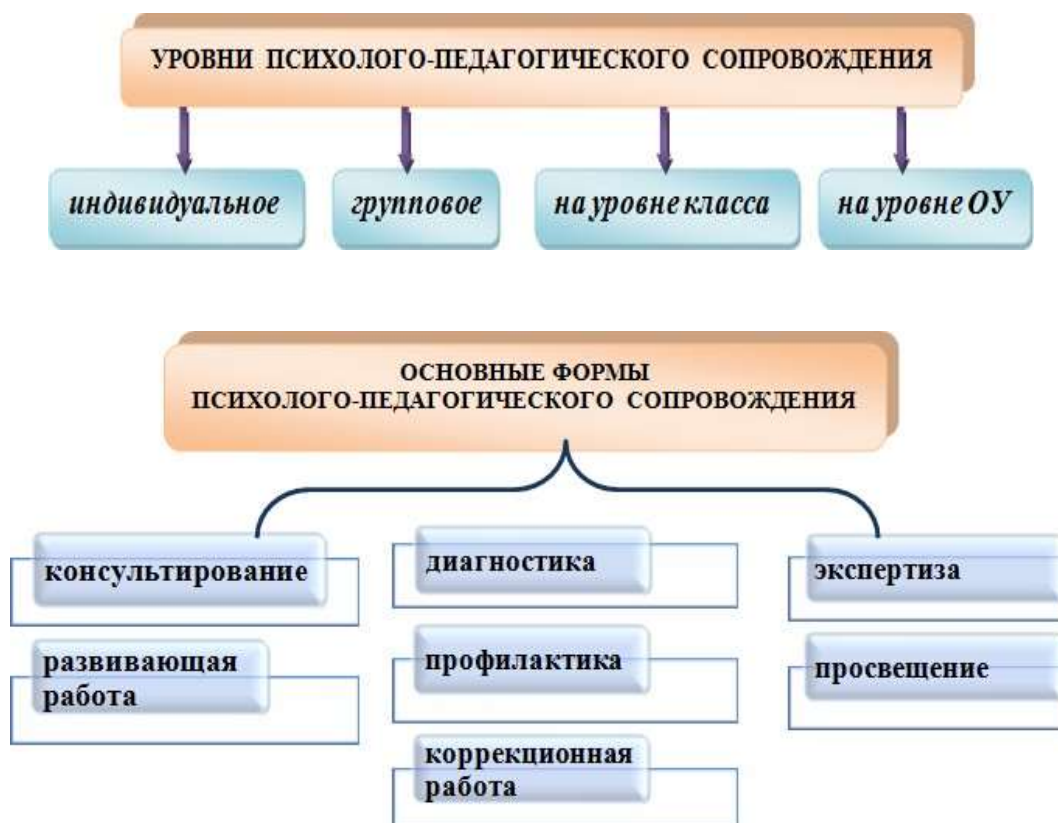 УРОВНИ ПСИХОЛОГО-ПЕДАГОГИЧЕСКОГО СОПРОВОЖДЕНИЯ
индивидуальное
групповое
на уровне класса
на уровне ОУ
ОСНОВНЫЕ ФОРМЫ
ПСИХОЛОГО-ПЕДАГОГИЧЕСКОГО СОПРОВОЖДЕНИЯ
консультирование
диагностика
экспертиза
развивающая
работа
профилактика
просвещение
коррекционная
работа